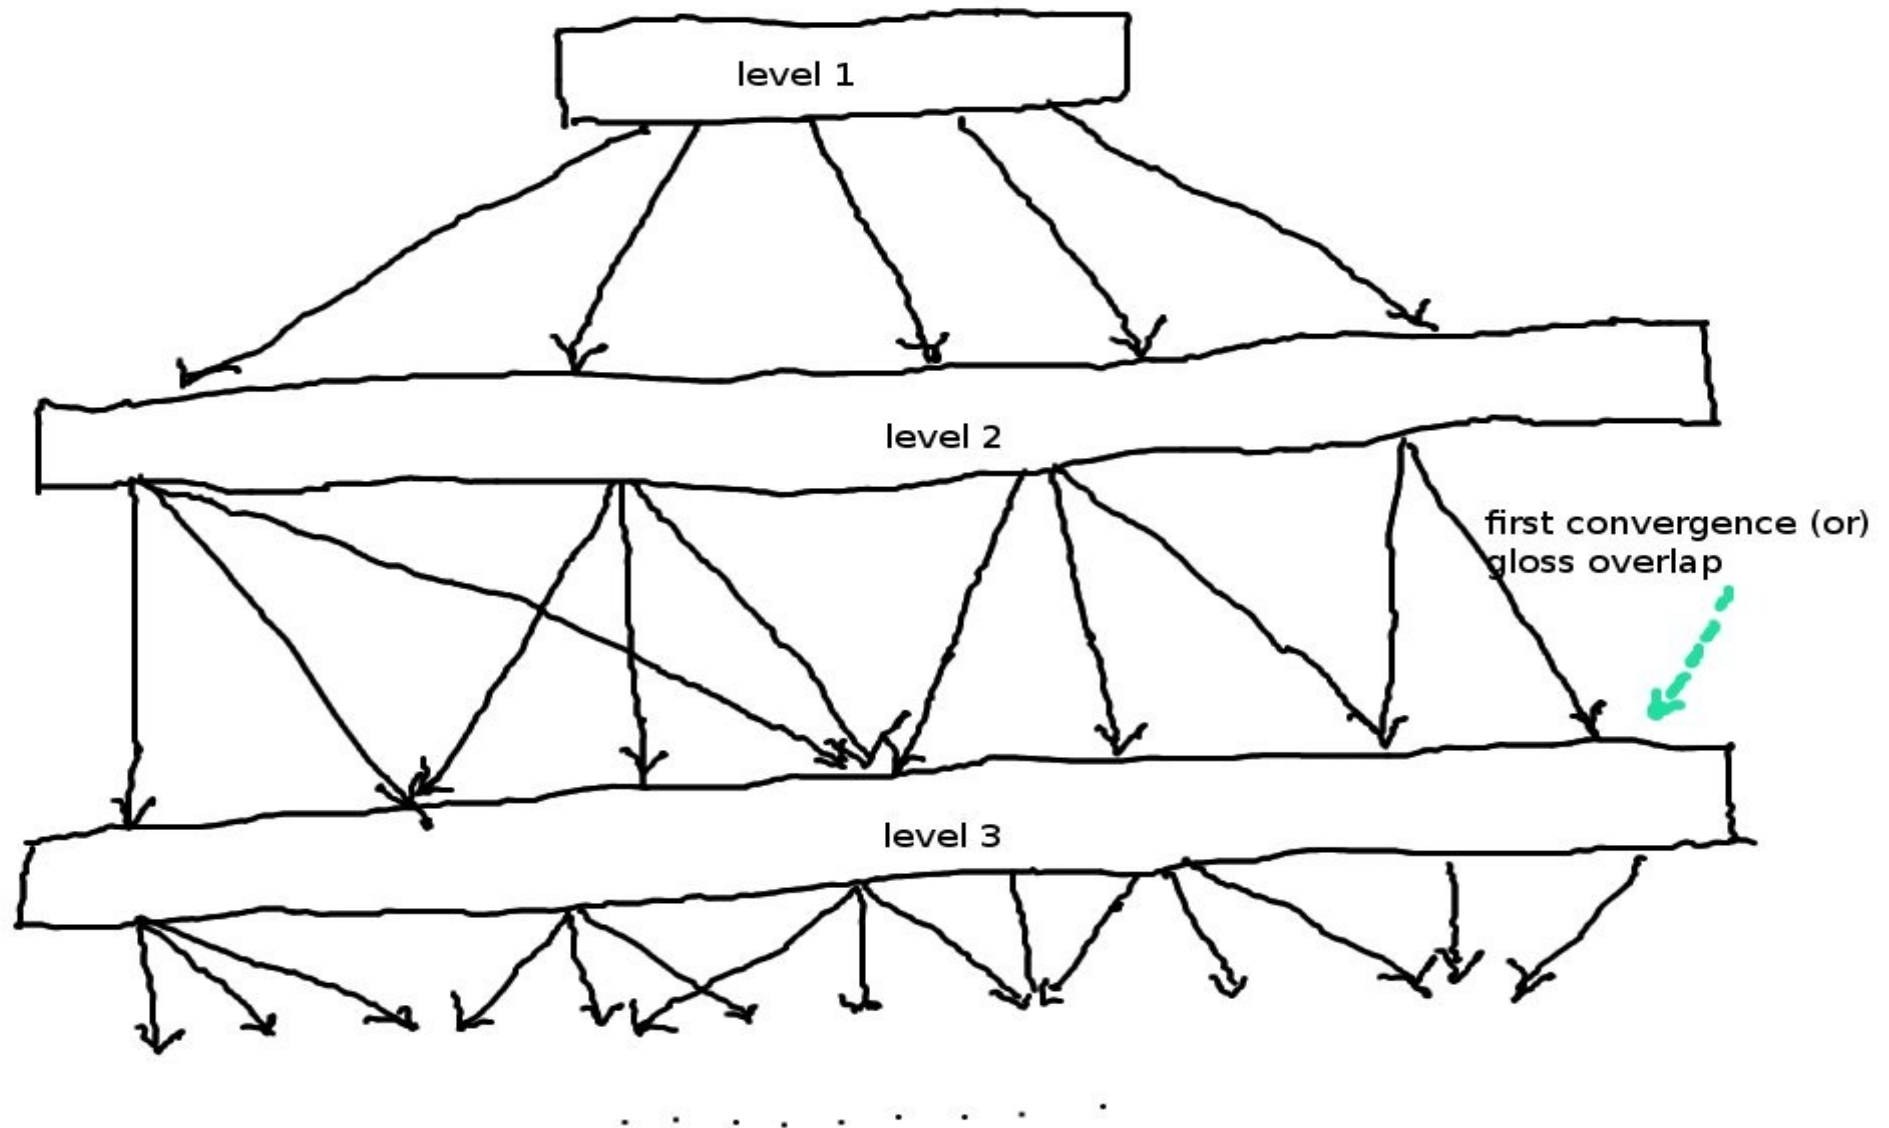 level 1
level 2
first convergence (or)
gloss overlap
level 3